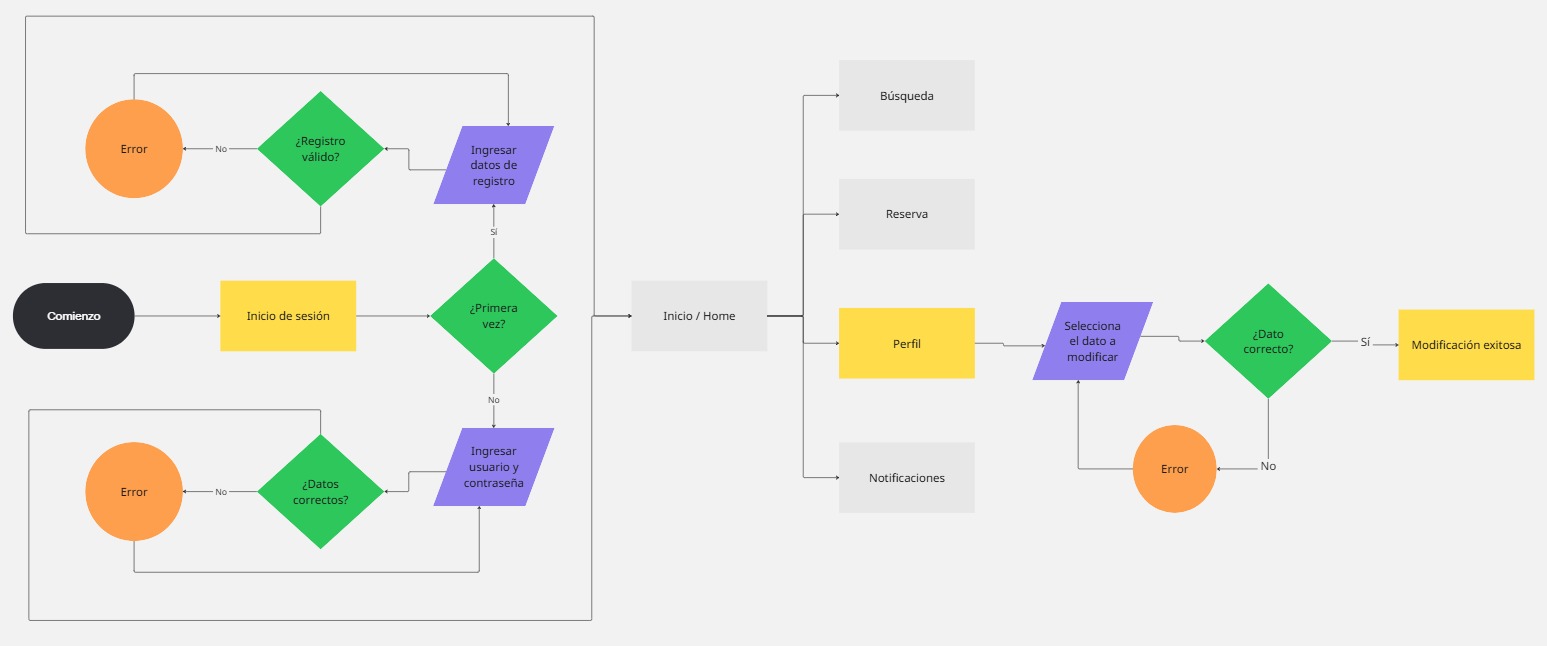 Búsqueda
Error
No
¿Registro
válido?
Ingresar
datos de
registro
Sí
Reserva
Comienzo
Inicio de sesión
¿Primera
vez?
Inicio / Home
Perfil
Selecciona
el dato a
modificar
¿Dato
correcto?
Sí
Modificación exitosa
No
Error
No
¿Datos
correctos?
Ingresar
usuario y
contraseña
Notificaciones
Error
No